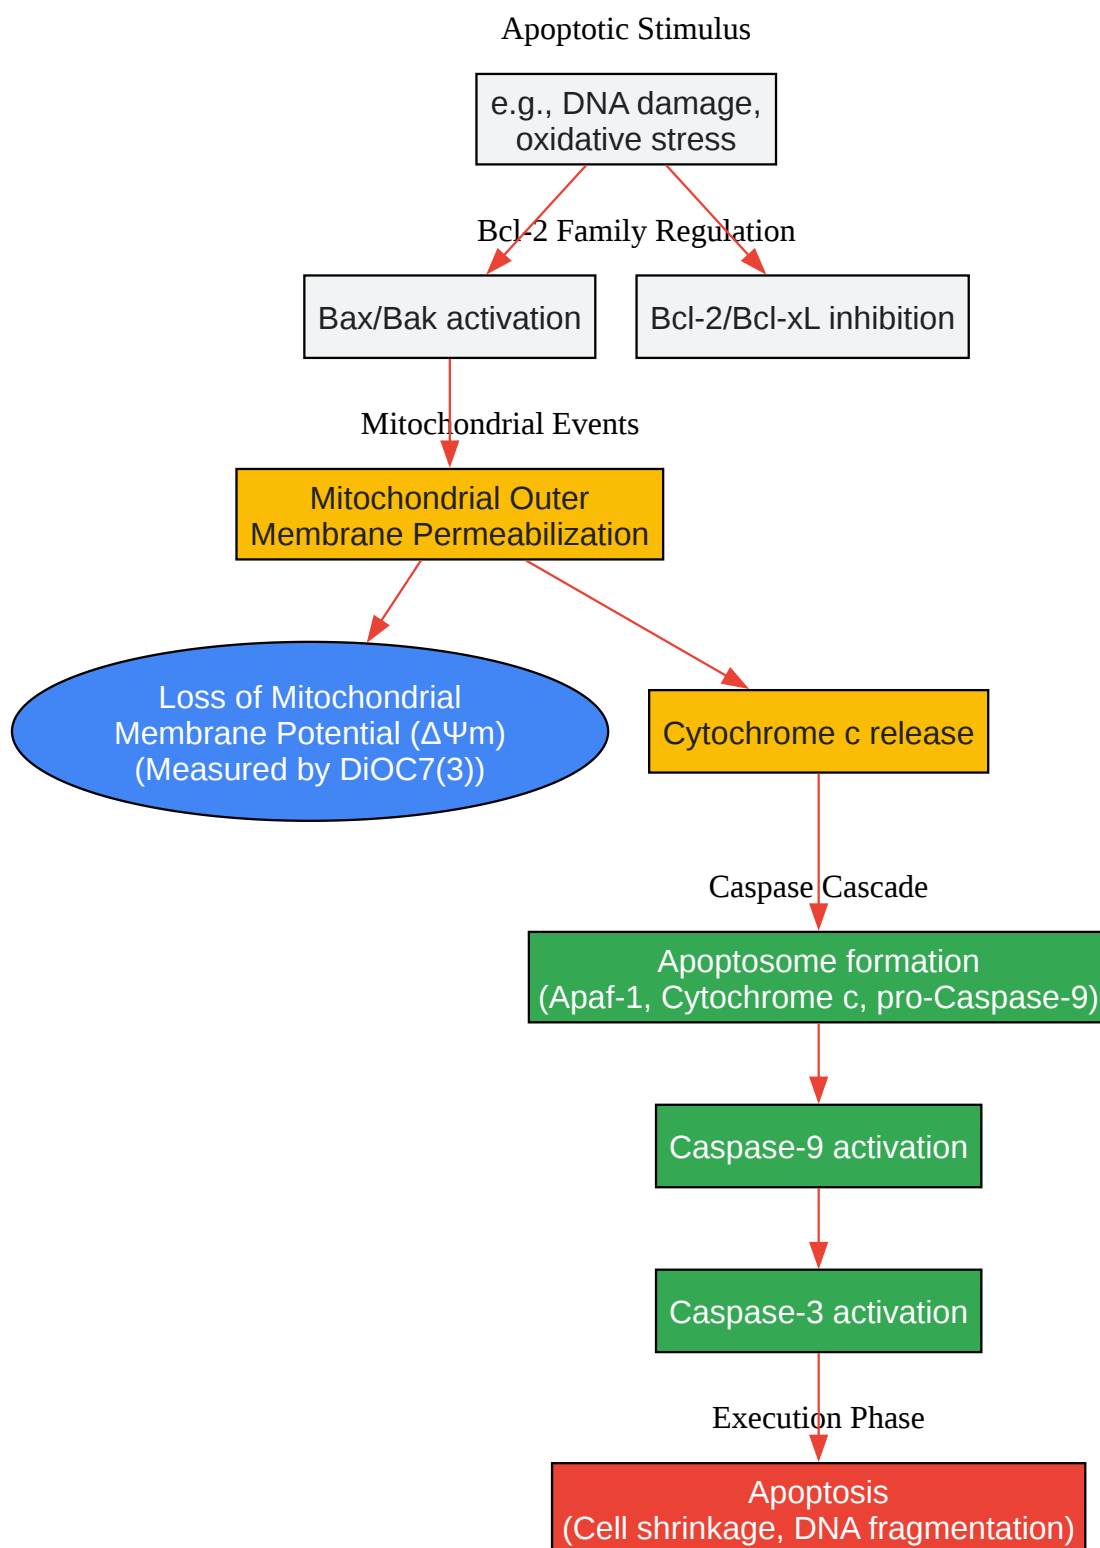 Apoptotic Stimulus
e.g., DNA damage,
oxidative stress
Bcl-2 Family Regulation
Bax/Bak activation
Bcl-2/Bcl-xL inhibition
Mitochondrial Events
Mitochondrial Outer
Membrane Permeabilization
Loss of Mitochondrial
Membrane Potential (ΔΨm)
(Measured by DiOC7(3))
Cytochrome c release
Caspase Cascade
Apoptosome formation
(Apaf-1, Cytochrome c, pro-Caspase-9)
Caspase-9 activation
Caspase-3 activation
Execution Phase
Apoptosis
(Cell shrinkage, DNA fragmentation)